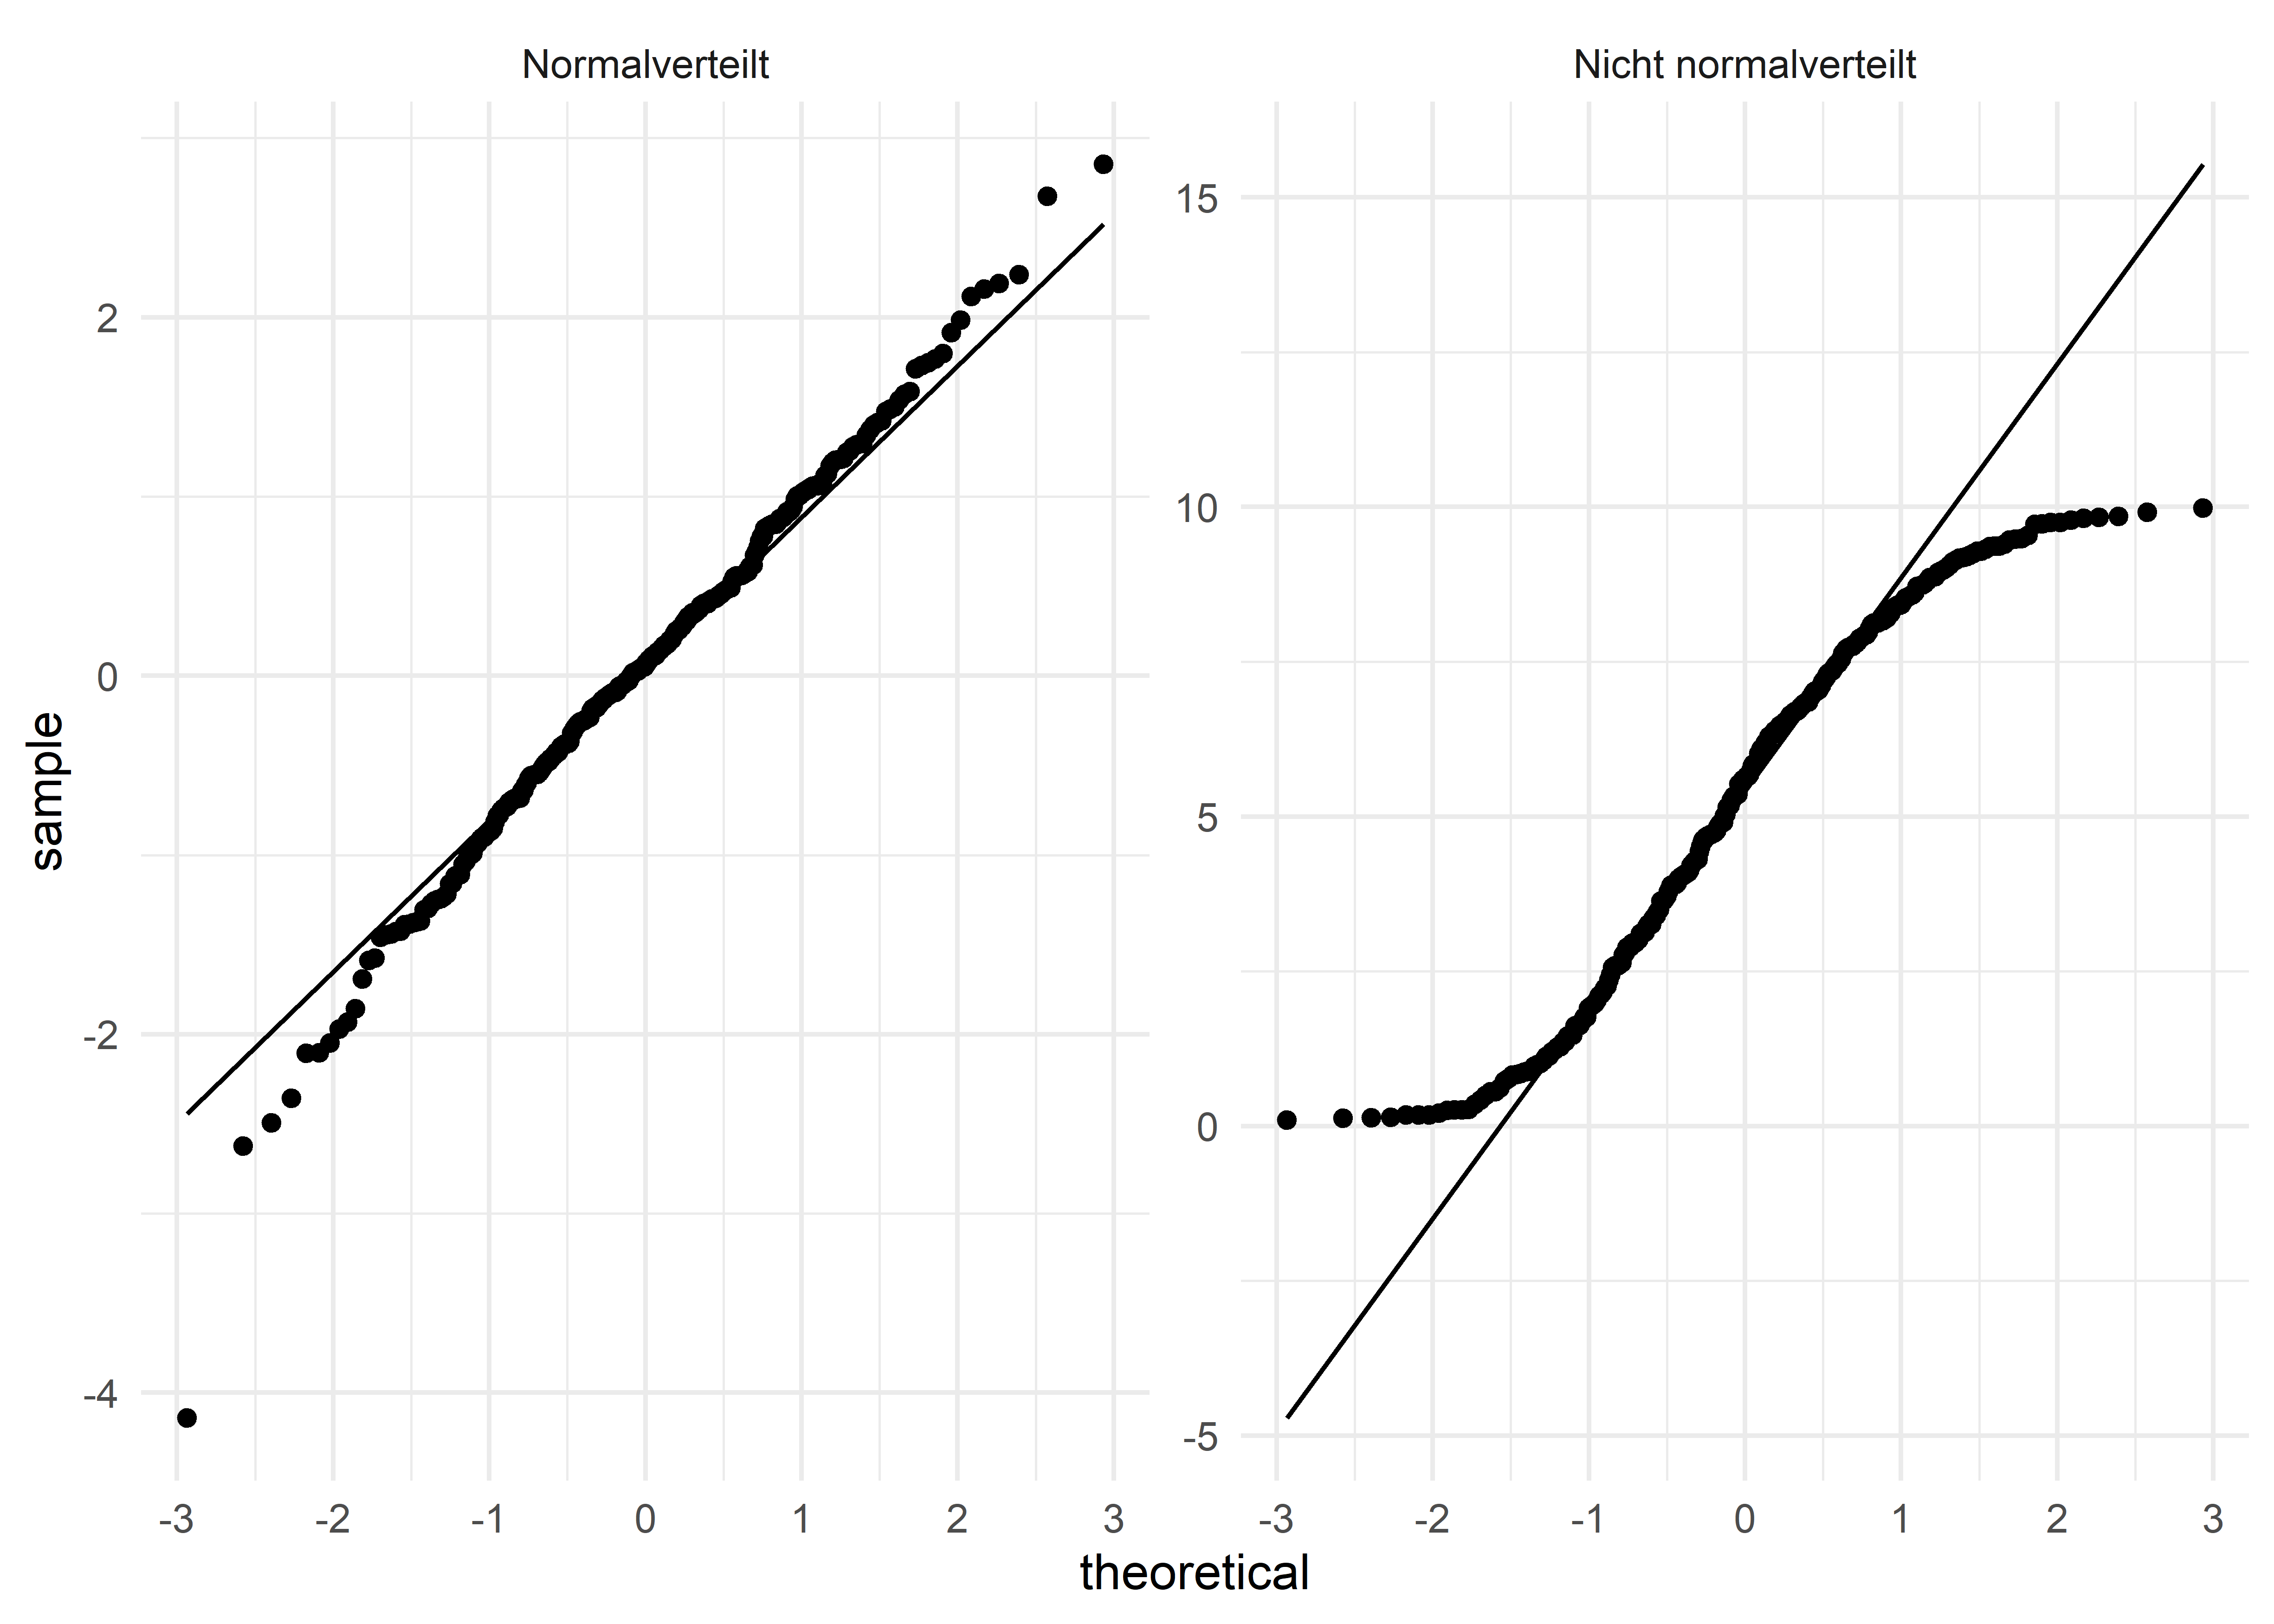 Normalverteilt
Nicht normalverteilt
sample
2
0
-2
-4
15
10
5
0
-5
-3 -2 -1 0 1 2 3
-3 -2 -1 0 1 2 3
theoretical